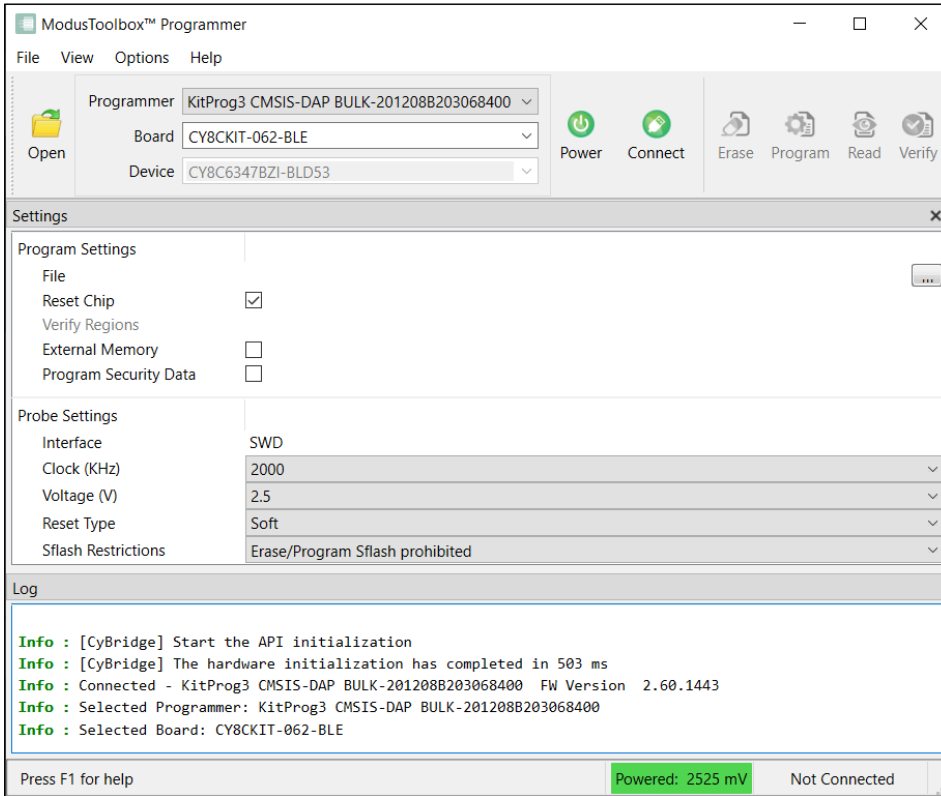 ModusToolbox™ Programmer
File View Options Help
Open
Programmer KitProg3 CMSIS-DAP BULK-201208B203068400
Board CY8CKIT-062-BLE
Device CY8C6347BZI-BLD53
Power Connect Erase Program Read Verify
Settings
Program Settings
File ...
Reset Chip
Verify Regions
External Memory
Program Security Data
Probe Settings
Interface SWD
Clock (KHz) 2000
Voltage (V) 2.5
Reset Type Soft
Sflash Restrictions Erase/Program Sflash prohibited
Log
Info : [CyBridge] Start the API initialization
Info : [CyBridge] The hardware initialization has completed in 503 ms
Info : Connected - KitProg3 CMSIS-DAP BULK-201208B203068400 FW Version 2.60.1443
Info : Selected Programmer: KitProg3 CMSIS-DAP BULK-201208B203068400
Info : Selected Board: CY8CKIT-062-BLE
Press F1 for help Powered: 2525 mV Not Connected